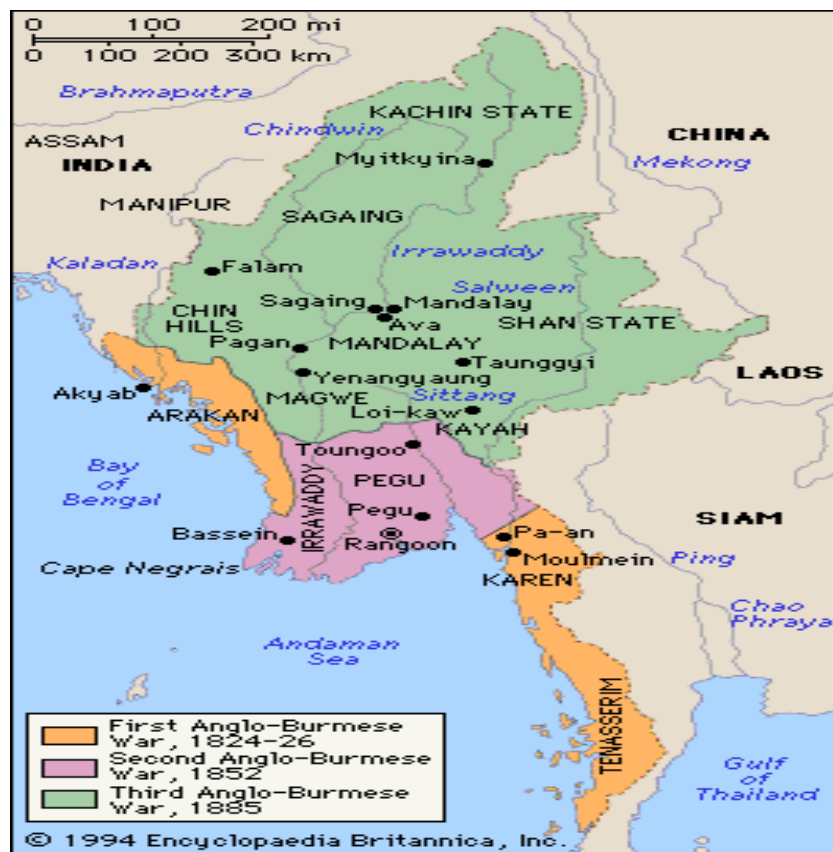 0 100 200 mi
0 100 200 300 km
Brahmaputra
ASSAM
INDIA
MANIPUR
Chindwin
KACHIN STATE
Myitkyina
CHINA
Mekong
SAGAING
Kaladan
Falam
Irrawaddy
Salween
Sagaing
Mandalay
Ava
CHIN
HILLS
SHAN STATE
Pagan
MANDALAY
Taunggyi
Yenangyaung
LAOS
Akyab
ARAKAN
MAGWE
Sittang
Loi-kaw
KAYAH
Toungoo
Bay
of
Bengal
IRRAWADDY
PEGU
Pegu
Bassein
Rangoon
Cape Negrais
Pa-an
Moulmein
KAREN
SIAM
Ping
Chao
Phraya
Andaman
Sea
TENASSERIM
Gulf
of
Thailand
First Anglo-Burmese
War, 1824-26
Second Anglo-Burmese
War, 1852
Third Anglo-Burmese
War, 1885
© 1994 Encyclopaedia Britannica, Inc.